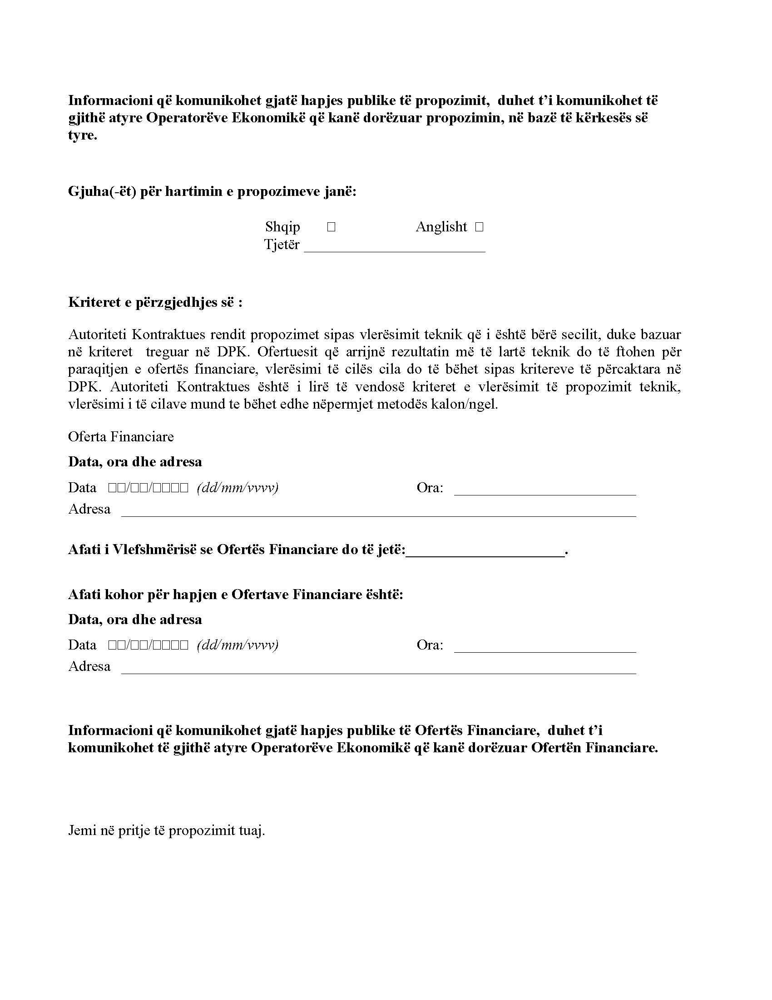 Informacioni që komunikohet gjatë hapjes publike të propozimit,  duhet t’i komunikohet të
gjithë atyre Operatorëve Ekonomikë që kanë dorëzuar propozimin, në bazë të kërkesës së
tyre.
Gjuha(-ët) për hartimin e propozimeve janë:
Shqip □ Anglisht □
Tjetër ________________________
Kriteret e përzgjedhjes së :
Autoriteti Kontraktues rendit propozimet sipas vlerësimit teknik që i është bërë secilit, duke bazuar
në kriteret  treguar në DPK. Ofertuesit që arrijnë rezultatin më të lartë teknik do të ftohen për
paraqitjen e ofertës financiare, vlerësimi të cilës cila do të bëhet sipas kritereve të përcaktara në
DPK. Autoriteti Kontraktues është i lirë të vendosë kriteret e vlerësimit të propozimit teknik,
vlerësimi i të cilave mund te bëhet edhe nëpermjet metodës kalon/ngel.
Oferta Financiare
Data, ora dhe adresa
Data □□/□□/□□□□ (dd/mm/vvvv) Ora: ________________________
Adresa ________________________
Afati i Vlefshmërisë se Ofertës Financiare do të jetë:_____________________.
Afati kohor për hapjen e Ofertave Financiare është:
Data, ora dhe adresa
Data □□/□□/□□□□ (dd/mm/vvvv) Ora: ________________________
Adresa ________________________
Informacioni që komunikohet gjatë hapjes publike të Ofertës Financiare,  duhet t’i
komunikohet të gjithë atyre Operatorëve Ekonomikë që kanë dorëzuar Ofertën Financiare.
Jemi në pritje të propozimit tuaj.